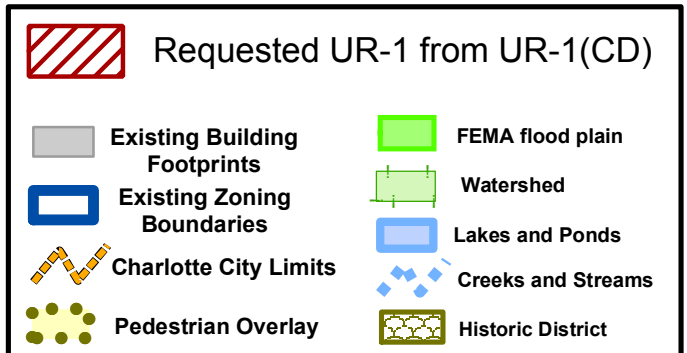 Requested UR-1 from UR-1(CD)
Existing Building
Footprints
Existing Zoning
Boundaries
Charlotte City Limits
Pedestrian Overlay
FEMA flood plain
Watershed
Lakes and Ponds
Creeks and Streams
Historic District